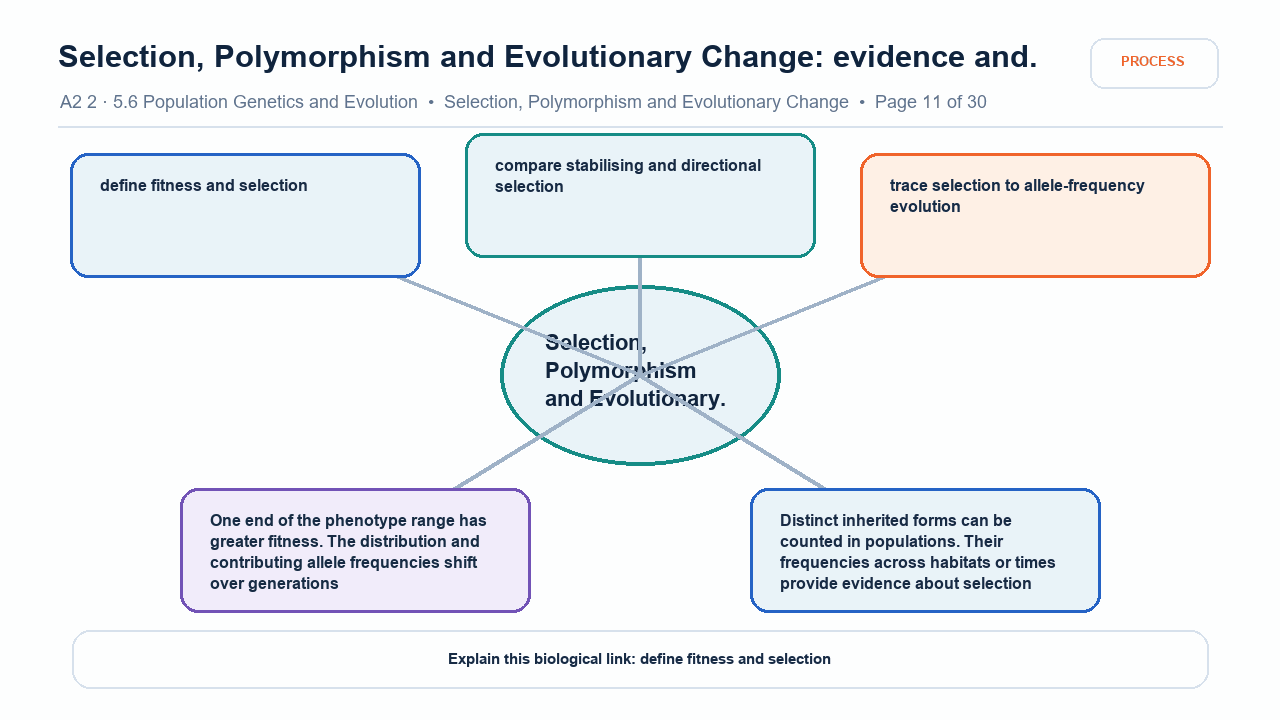 Selection, Polymorphism and Evolutionary Change: evidence and.
PROCESS
A2 2 · 5.6 Population Genetics and Evolution • Selection, Polymorphism and Evolutionary Change • Page 11 of 30
define fitness and selection
compare stabilising and directional
selection
trace selection to allele-frequency
evolution
Selection,
Polymorphism
and Evolutionary.
One end of the phenotype range has
greater fitness. The distribution and
contributing allele frequencies shift
over generations
Distinct inherited forms can be
counted in populations. Their
frequencies across habitats or times
provide evidence about selection
Explain this biological link: define fitness and selection